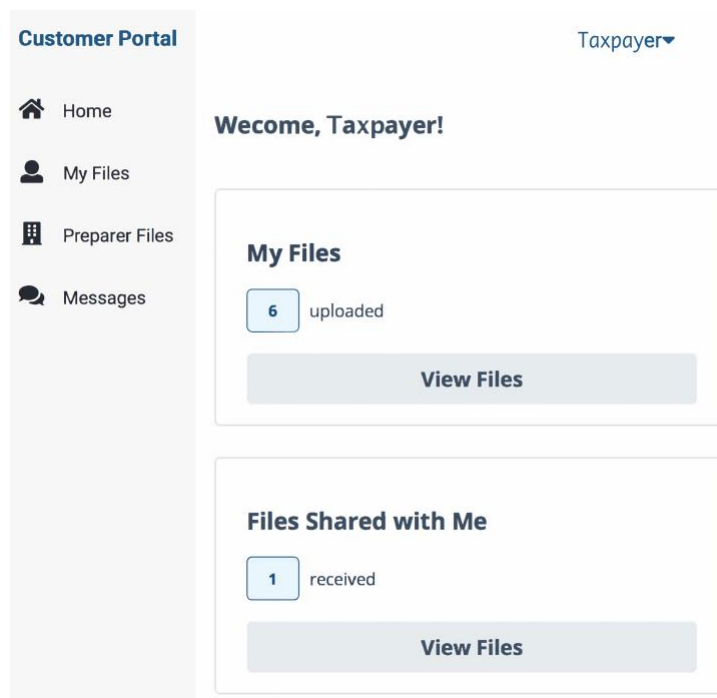 Customer Portal
Taxpayer
Home
My Files
Preparer Files
Messages
Wecome, Taxpayer!
My Files
6 uploaded
View Files
Files Shared with Me
1 received
View Files